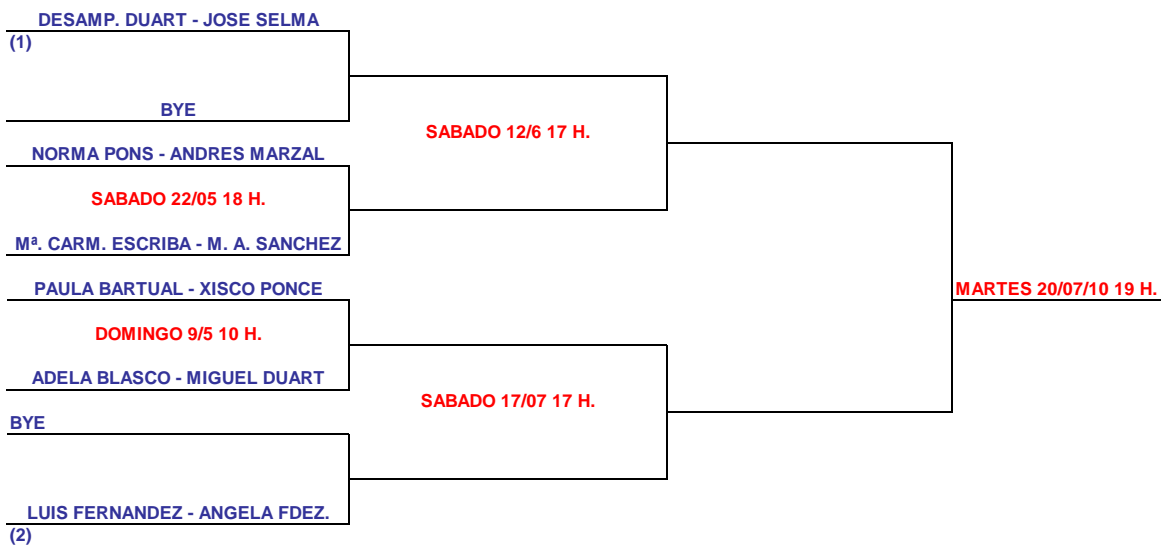 DESAMP. DUART - JOSE SELMA
(1)
BYE
SABADO 12/6 17 H.
NORMA PONS - ANDRES MARZAL
SABADO 22/05 18 H.
Mª. CARM. ESCRIBA - M. A. SANCHEZ
PAULA BARTUAL - XISCO PONCE
MARTES 20/07/10 19 H.
DOMINGO 9/5 10 H.
ADELA BLASCO - MIGUEL DUART
SABADO 17/07 17 H.
BYE
LUIS FERNANDEZ - ANGELA FDEZ.
(2)